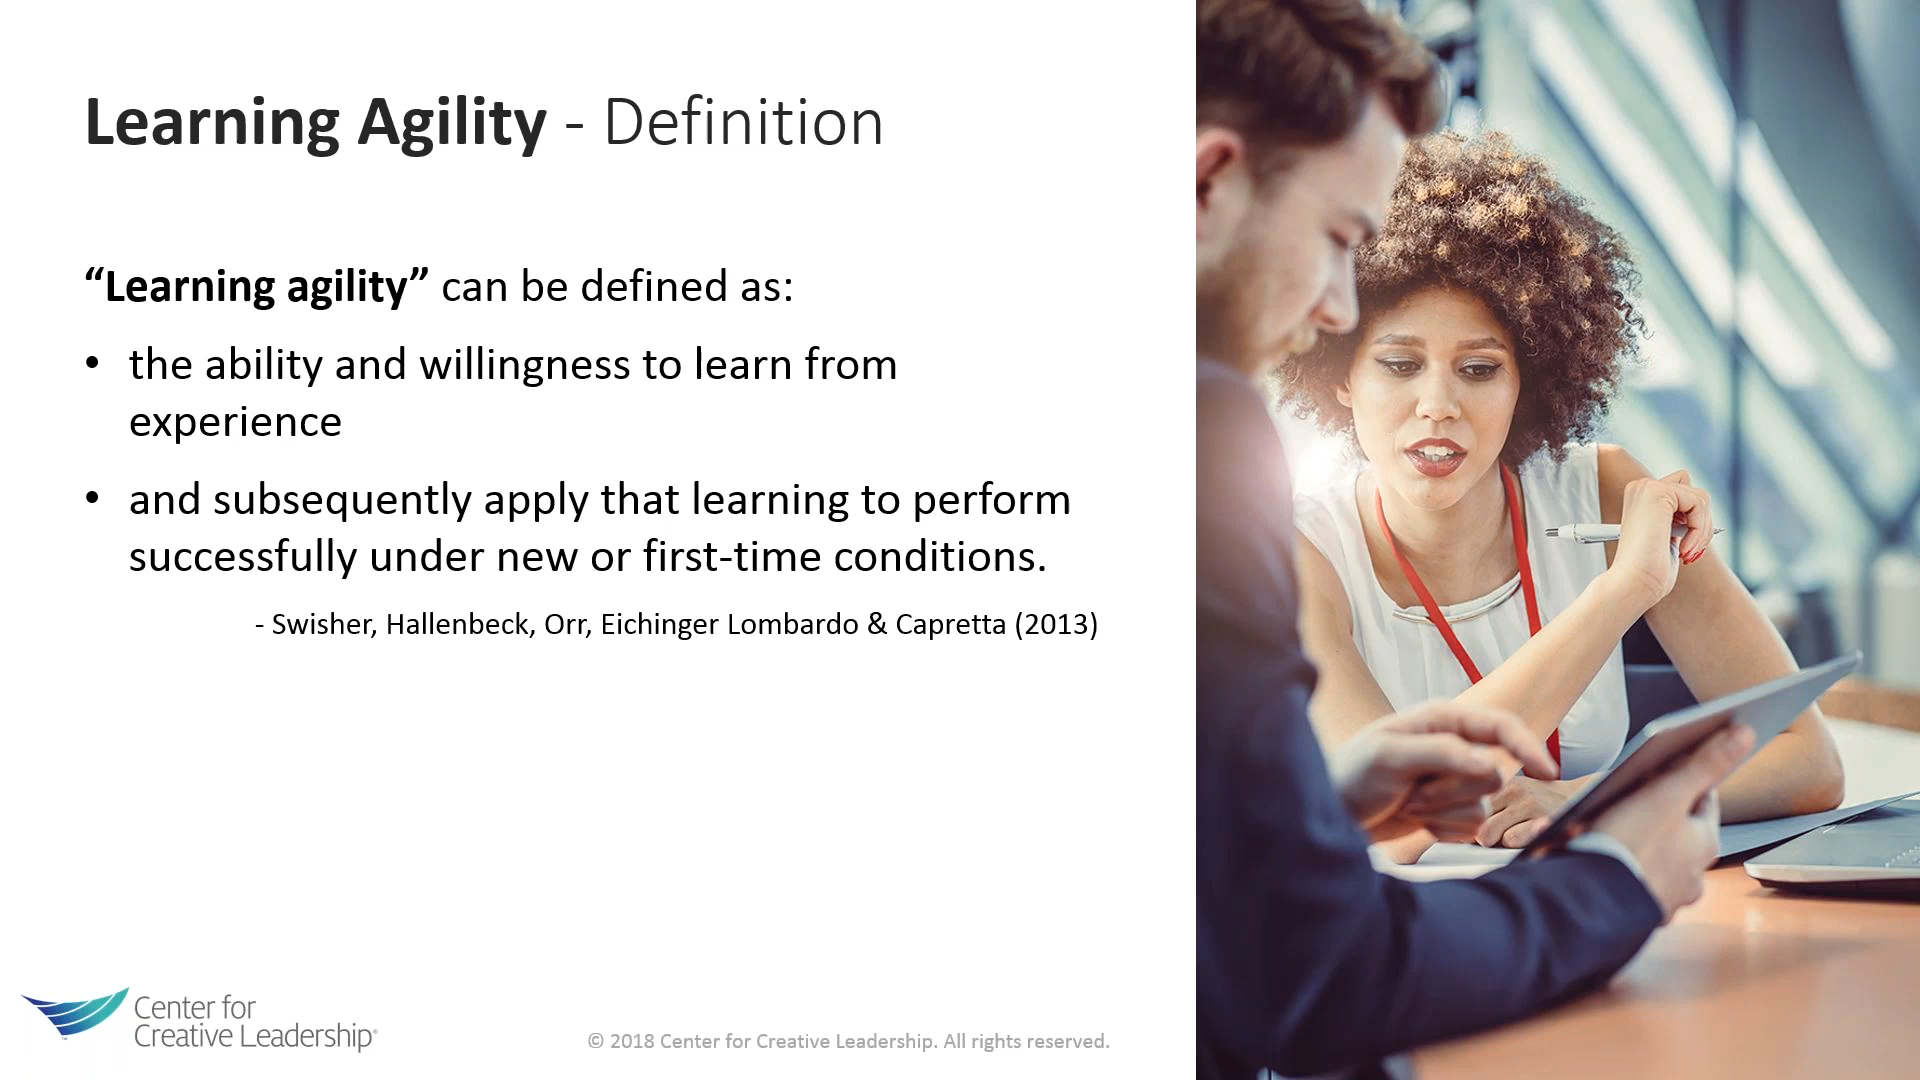 Learning Agility - Definition
“Learning agility” can be defined as:
• the ability and willingness to learn from
experience
• and subsequently apply that learning to perform
successfully under new or first-time conditions.
- Swisher, Hallenbeck, Orr, Eichinger Lombardo & Capretta (2013)
Center for
Creative Leadership®
© 2018 Center for Creative Leadership. All rights reserved.